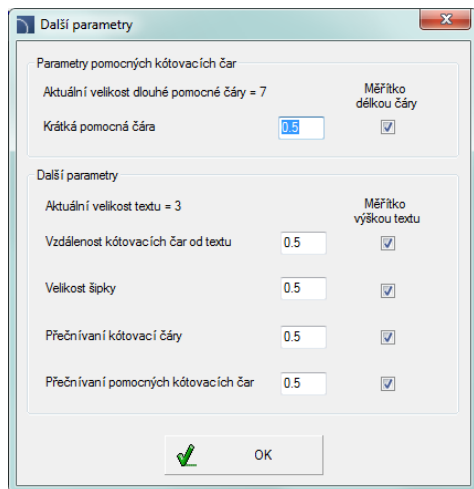 Další parametry
Parametry pomocných kótovacích čar
Aktuální velikost dlouhé pomocné čáry = 7
Měřítko
délkou čáry
Krátká pomocná čára 0.5
Další parametry
Aktuální velikost textu = 3
Měřítko
výškou textu
Vzdálenost kótovacích čar od textu 0.5
Velikost šipky 0.5
Přečnívaní kótovací čáry 0.5
Přečnívaní pomocných kótovacích čar 0.5
OK